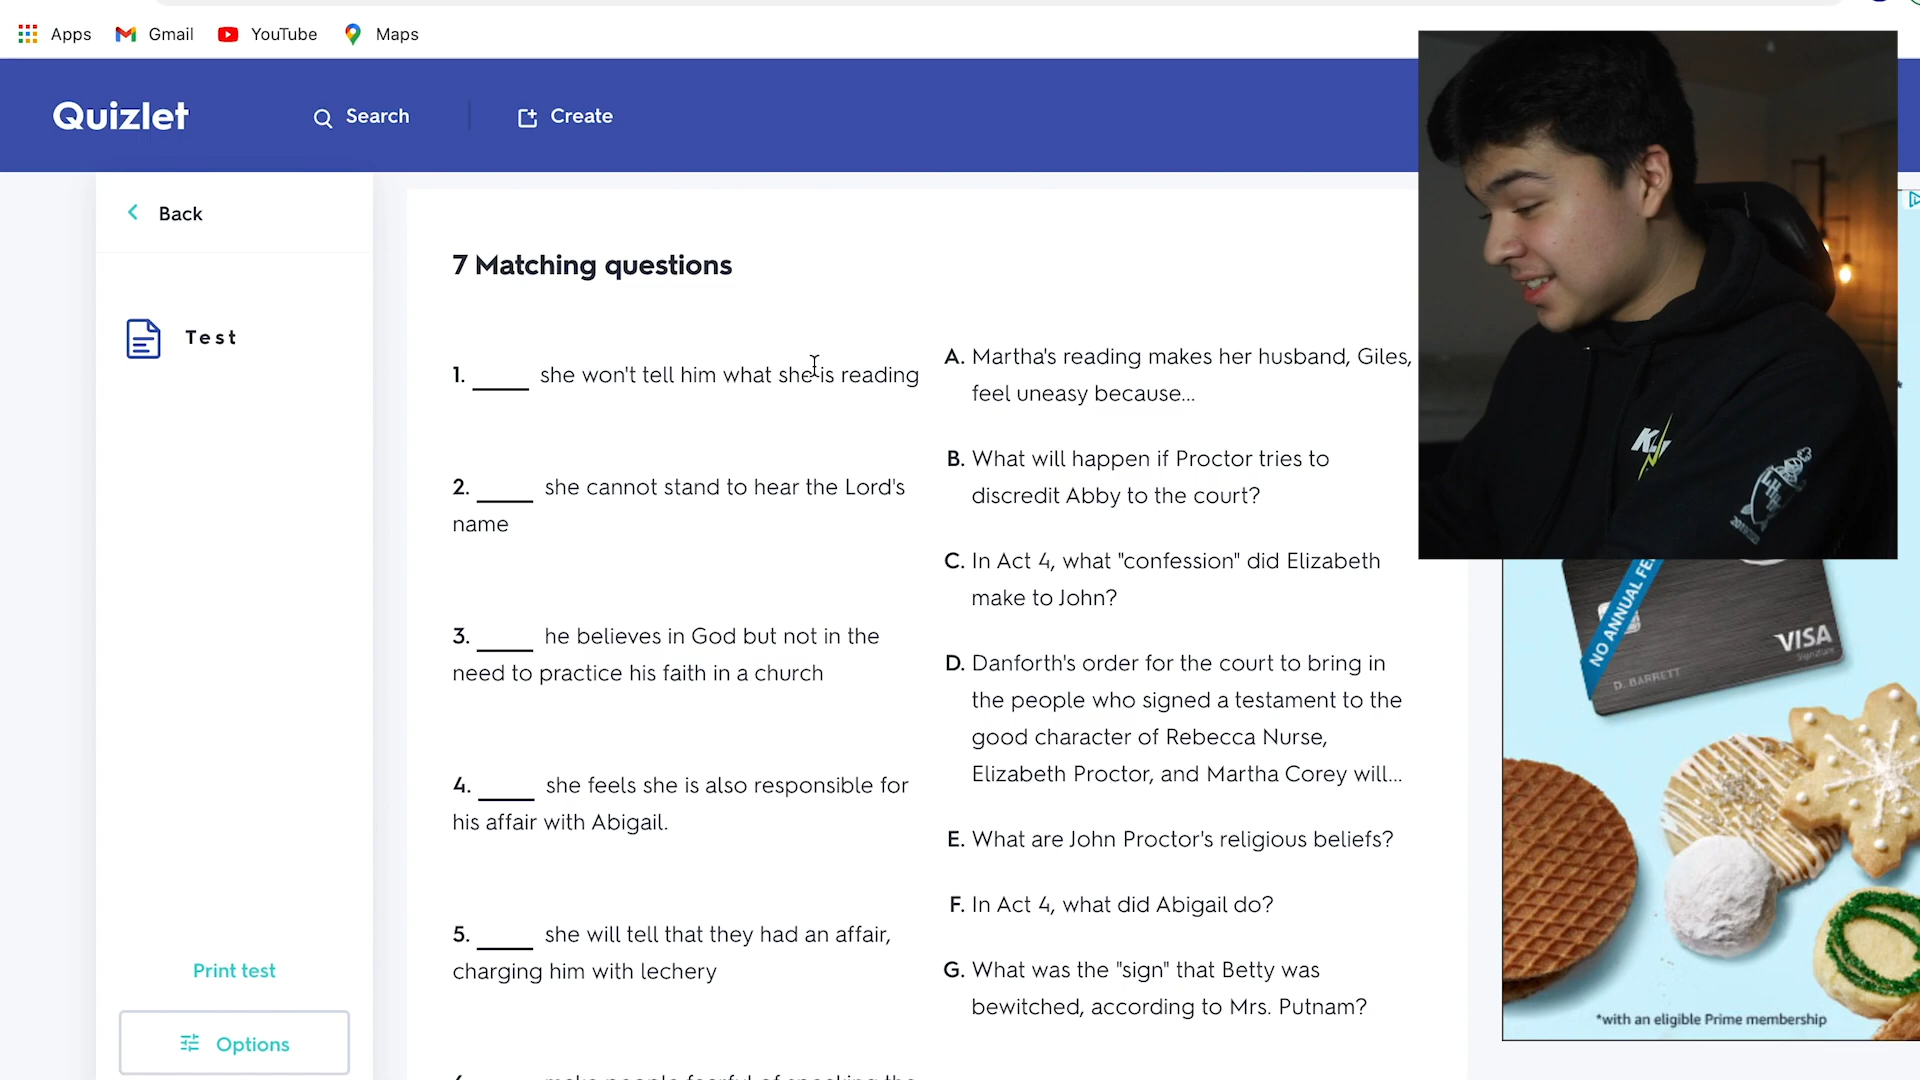 Apps
Gmail
YouTube
Maps
Quizlet
Search
Create
Back
Test
Print test
Options
7 Matching questions
1. ____ she won't tell him what she is reading
2. ____ she cannot stand to hear the Lord's
name
3. ____ he believes in God but not in the
need to practice his faith in a church
4. ____ she feels she is also responsible for
his affair with Abigail.
5. ____ she will tell that they had an affair,
charging him with lechery
A. Martha's reading makes her husband, Giles,
feel uneasy because...
B. What will happen if Proctor tries to
discredit Abby to the court?
C. In Act 4, what "confession" did Elizabeth
make to John?
D. Danforth's order for the court to bring in
the people who signed a testament to the
good character of Rebecca Nurse,
Elizabeth Proctor, and Martha Corey will...
E. What are John Proctor's religious beliefs?
F. In Act 4, what did Abigail do?
G. What was the "sign" that Betty was
bewitched, according to Mrs. Putnam?
NO ANNUAL FE
VISA
Signature
D. BARRETT
*with an eligible Prime membership